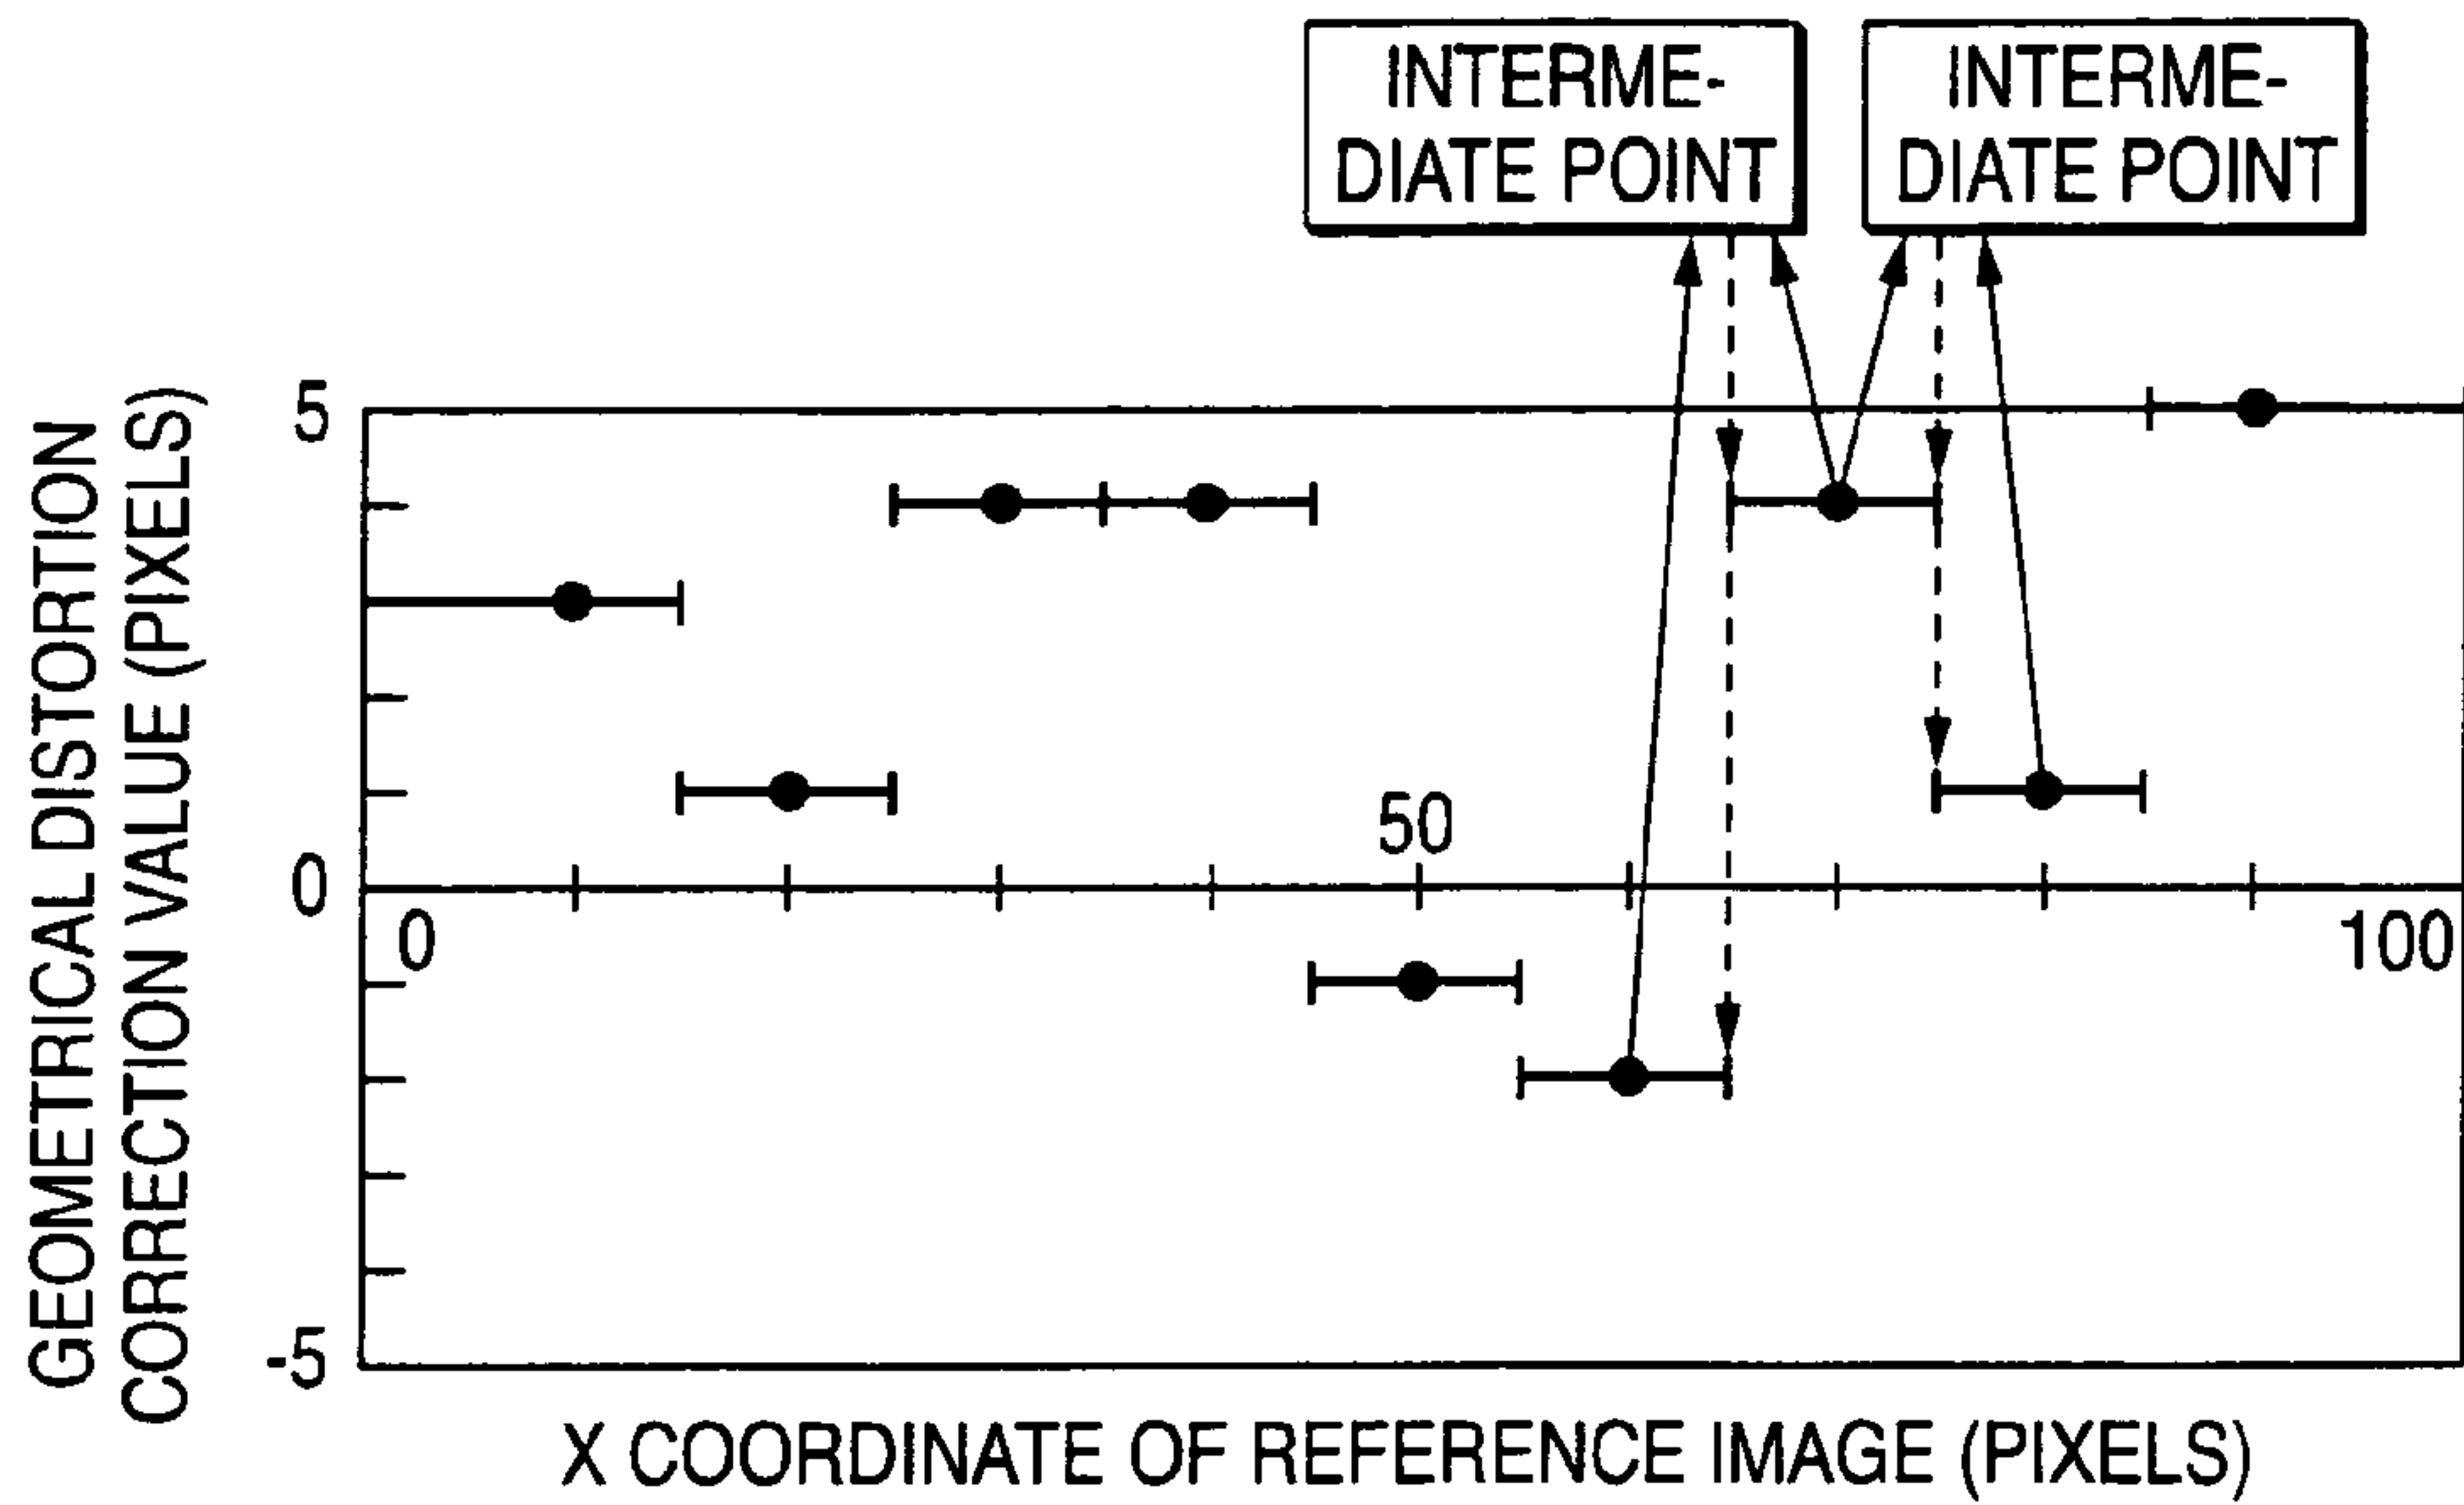 INTERME-
DIATE POINT
INTERME-
DIATE POINT
GEOMETRICAL DISTORTION
CORRECTION VALUE (PIXELS)
5
0
-5
0
50
100
X COORDINATE OF REFERENCE IMAGE (PIXELS)